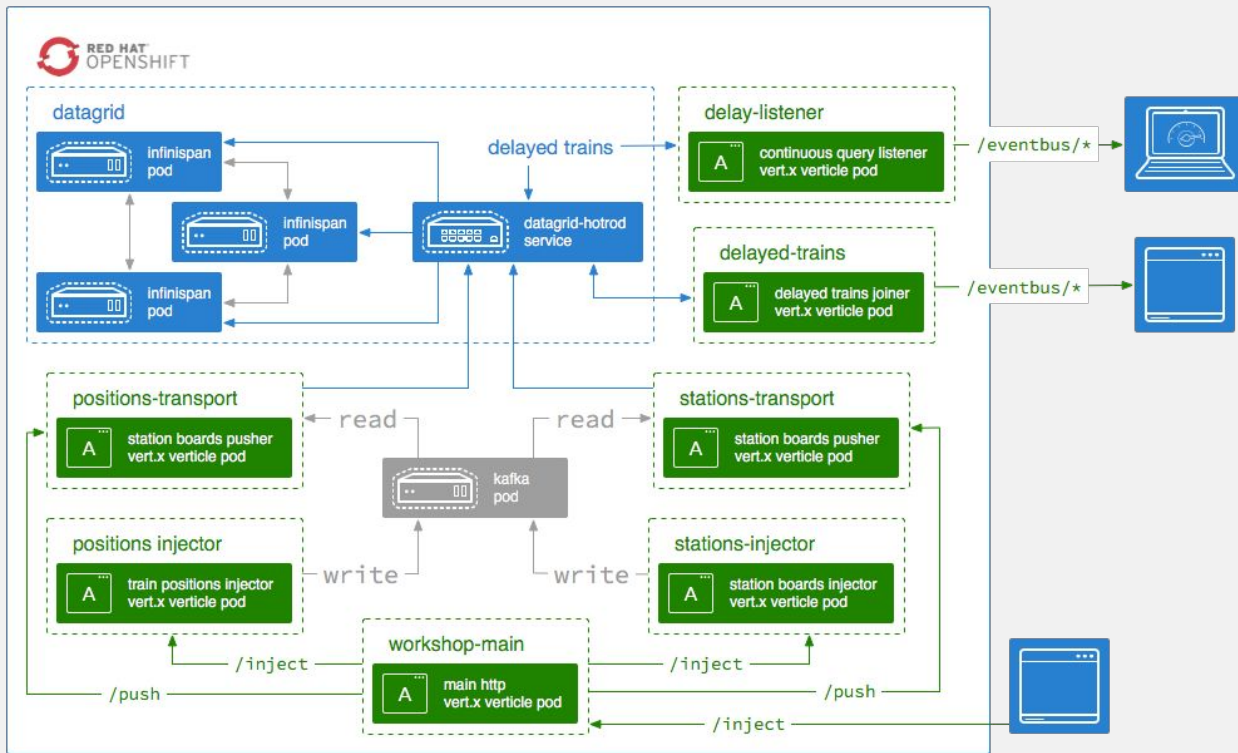 RED HAT
OPENSHIFT
datagrid
infinispan
pod
infinispan
pod
infinispan
pod
delayed trains
datagrid-hotrod
service
delay-listener
A
continuous query listener
vert.x verticle pod
/eventbus/*
delayed-trains
A
delayed trains joiner
vert.x verticle pod
/eventbus/*
positions-transport
A
station boards pusher
vert.x verticle pod
read
read
stations-transport
A
station boards pusher
vert.x verticle pod
kafka
pod
positions injector
A
train positions injector
vert.x verticle pod
write
write
stations-injector
A
station boards injector
vert.x verticle pod
workshop-main
A
main http
vert.x verticle pod
/inject
/inject
/push
/push
/inject